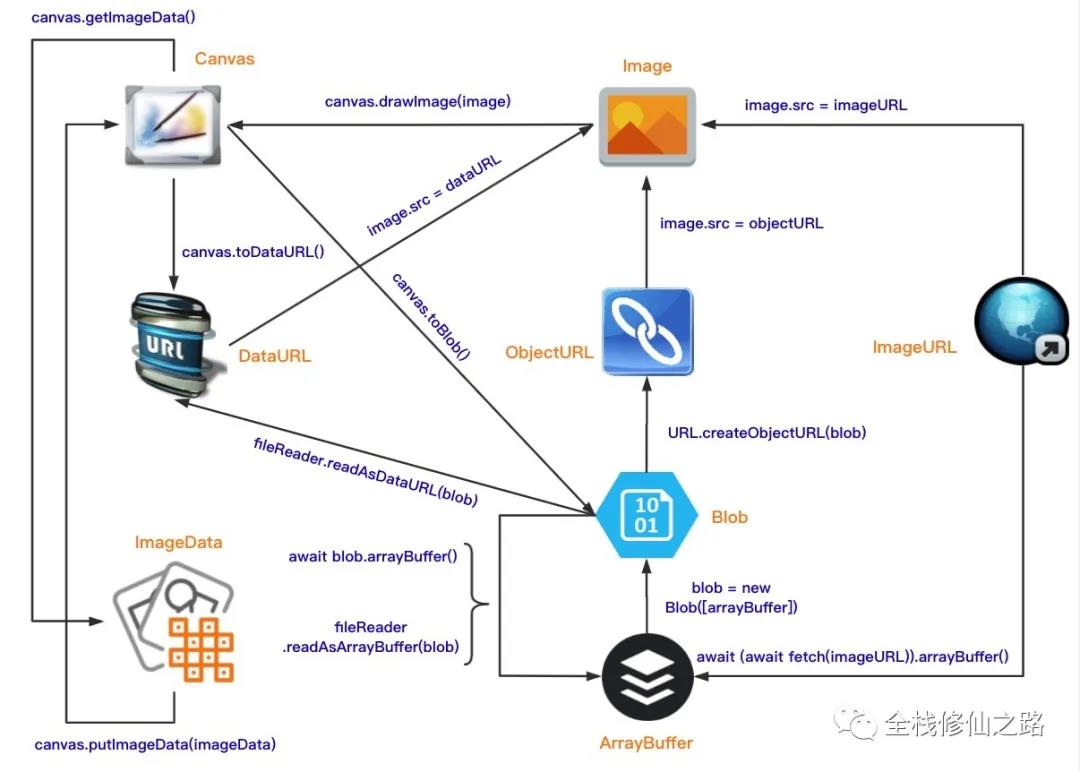 canvas.getImageData()
Canvas
Image
canvas.drawImage(image)
image.src = imageURL
image.src = dataURL
image.src = objectURL
canvas.toDataURL()
canvas.toBlob()
URL
DataURL
ObjectURL
ImageURL
URL.createObjectURL(blob)
fileReader.readAsDataURL(blob)
10
01
Blob
ImageData
await blob.arrayBuffer()
blob = new
Blob([arrayBuffer])
fileReader
.readAsArrayBuffer(blob)
await (await fetch(imageURL)).arrayBuffer()
全栈修仙之路
canvas.putImageData(imageData)
ArrayBuffer